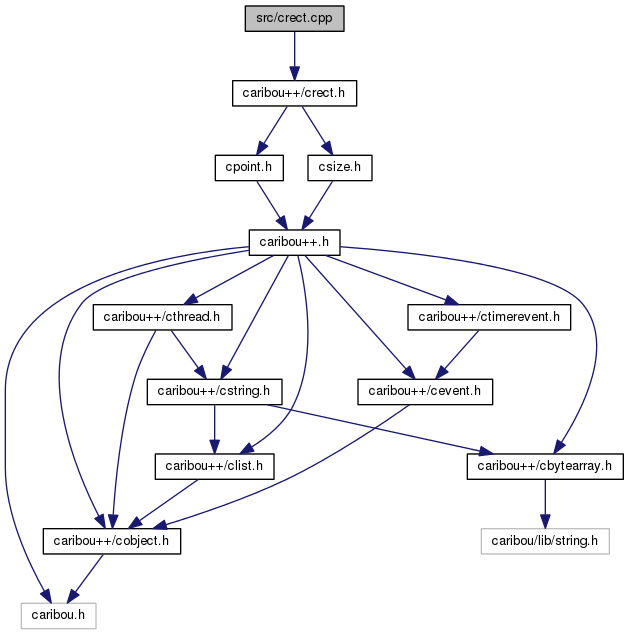 src/crect.cpp
caribou++/crect.h
cpoint.h
csize.h
caribou++.h
caribou++/cthread.h
caribou++/ctimerevent.h
caribou++/cstring.h
caribou++/cevent.h
caribou++/clist.h
caribou++/cbytearray.h
caribou++/cobject.h
caribou/lib/string.h
caribou.h